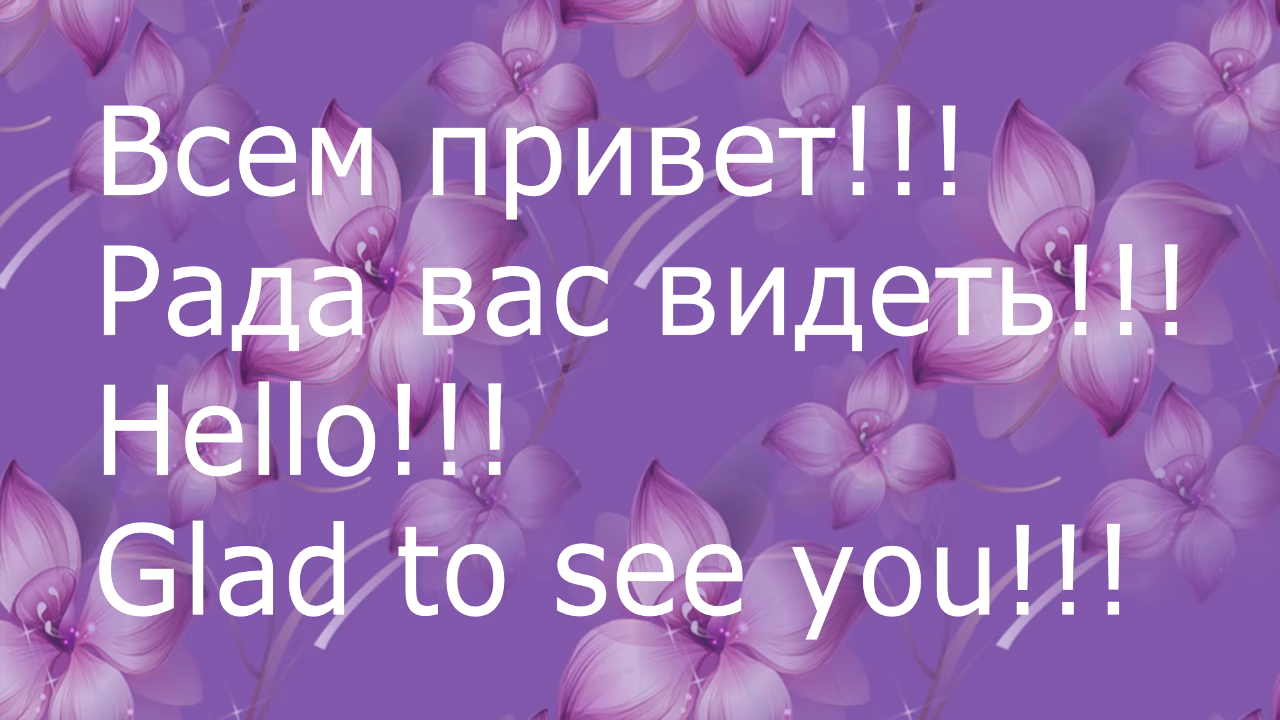 Всем привет!!!
Рада вас видеть!!!
Hello!!!
Glad to see you!!!